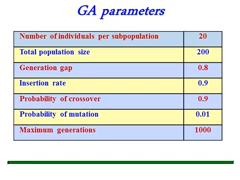 GA parameters
Number of individuals per subpopulation 20
Total population size 200
Generation gap 0.8
Insertion rate 0.9
Probability of crossover 0.9
Probability of mutation 0.01
Maximum generations 1000